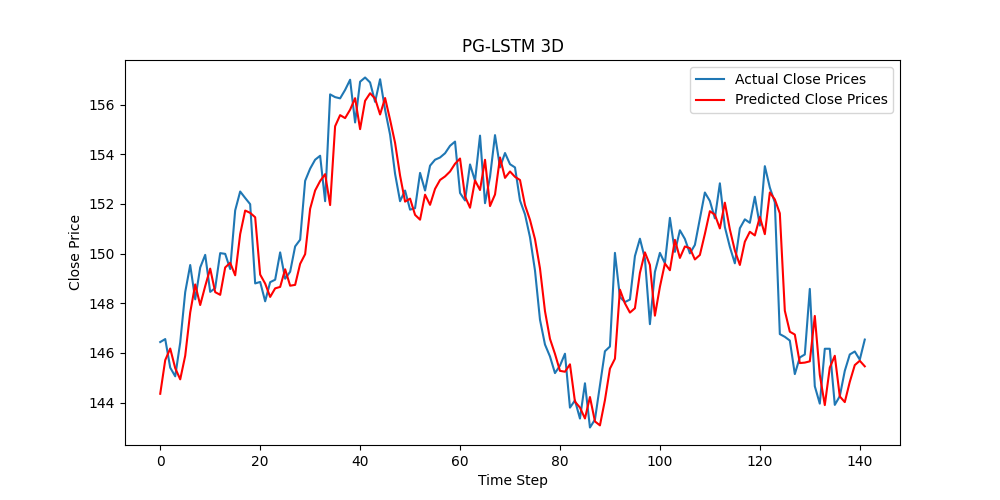 PG-LSTM 3D
Actual Close Prices
Predicted Close Prices
Close Price
156
154
152
150
148
146
144
0 20 40 60 80 100 120 140
Time Step